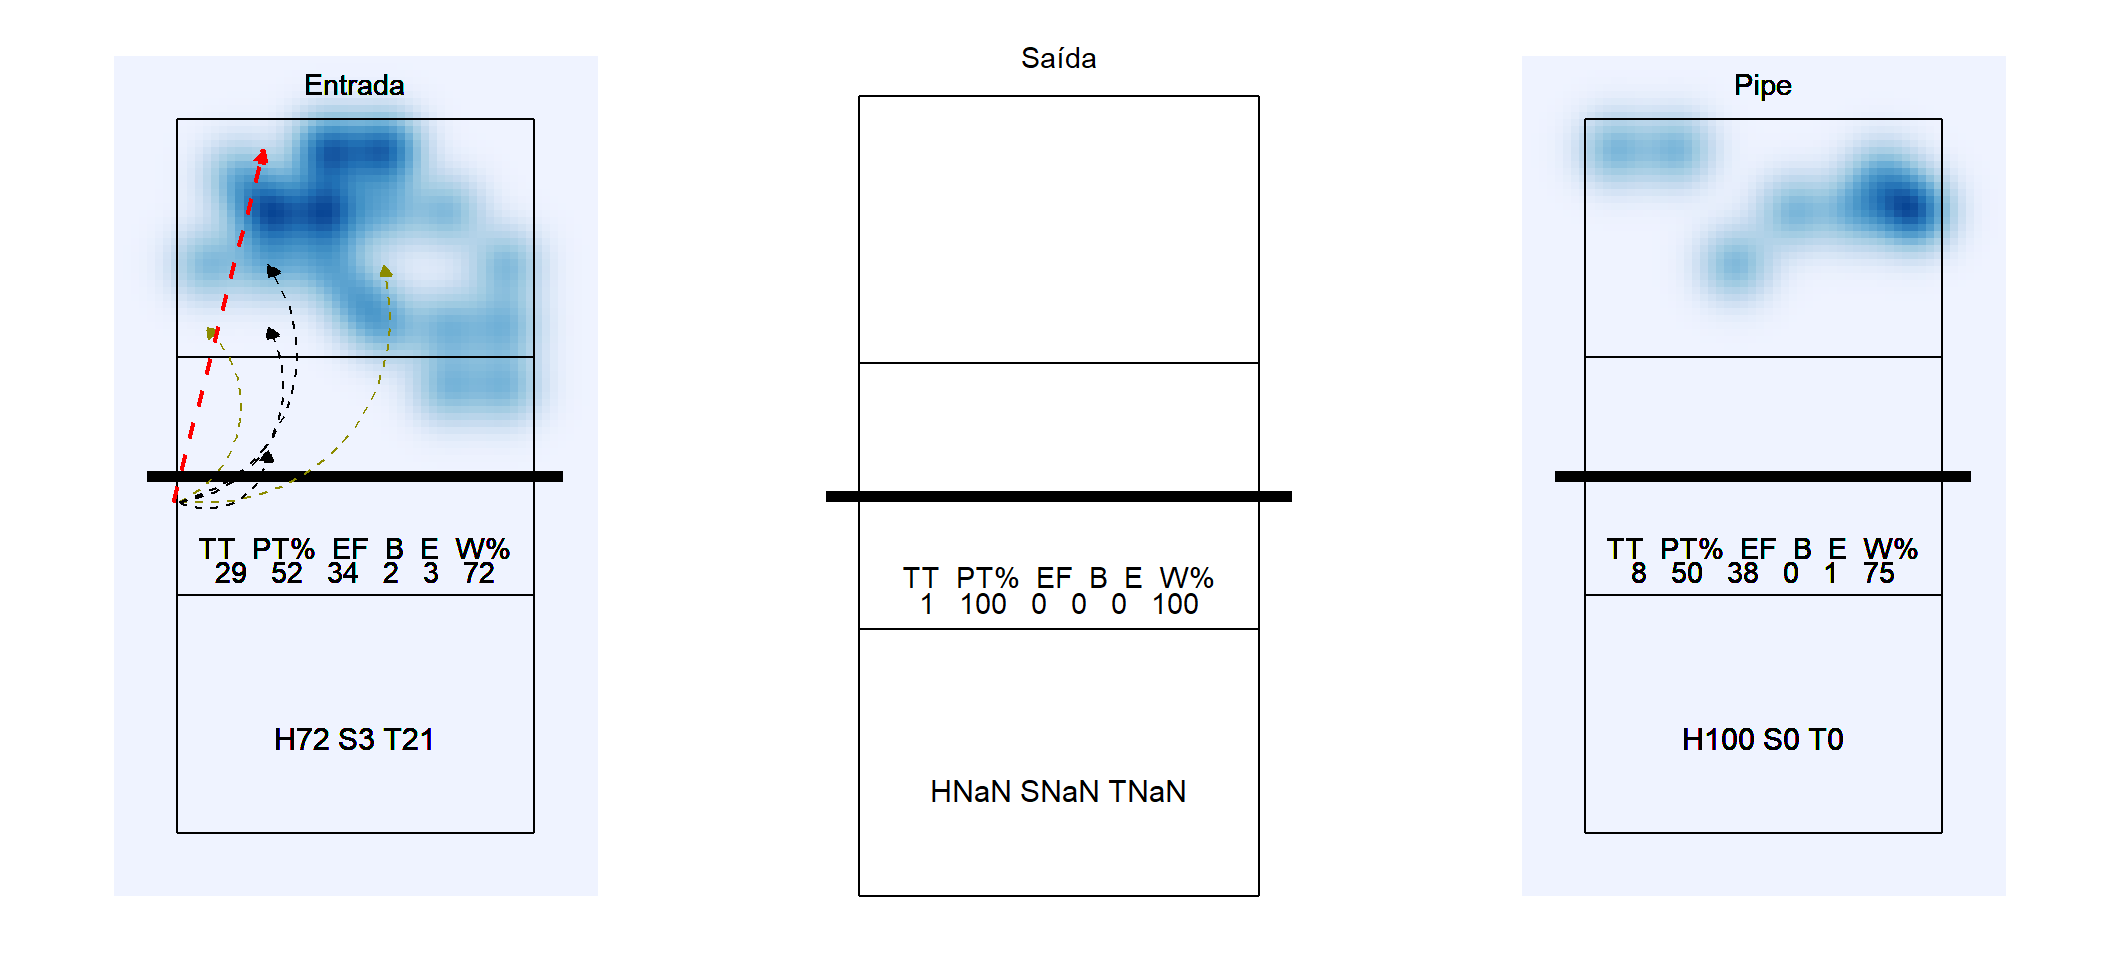 Entrada
TT PT% EF B E W%
29 52 34 2 3 72
H72 S3 T21
Saída
TT PT% EF B E W%
1 100 0 0 0 100
HNaN SNaN TNaN
Pipe
TT PT% EF B E W%
8 50 38 0 1 75
H100 S0 T0